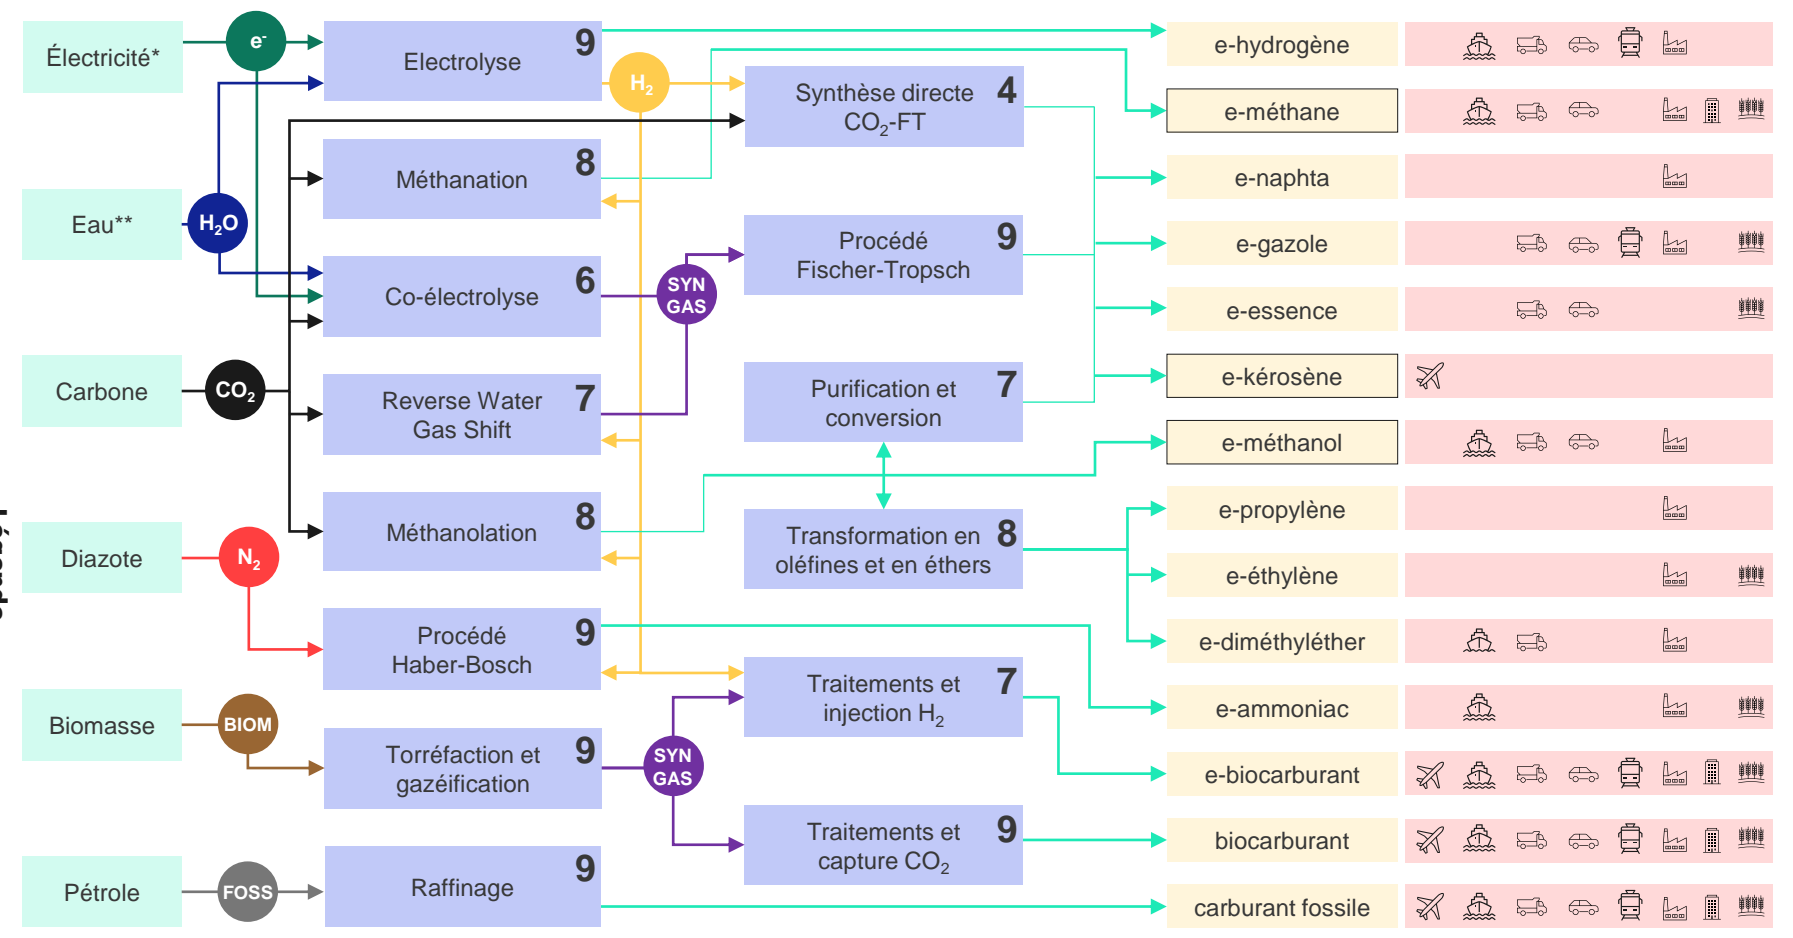 Électricité*
Eau**
Carbone
Diazote
Biomasse
Pétrole
e-
H2O
CO2
N2
BIOM
FOSS
Electrolyse
9
Méthanation
8
Co-électrolyse
6
Reverse Water
Gas Shift
7
Méthanolation
8
Procédé
Haber-Bosch
9
Torréfaction et
gazéification
9
Raffinage
9
H2
SYN
GAS
SYN
GAS
Synthèse directe
CO2-FT
4
Procédé
Fischer-Tropsch
9
Purification et
conversion
7
Transformation en
oléfines et en éthers
8
Traitements et
injection H2
7
Traitements et
capture CO2
9
e-hydrogène
e-méthane
e-naphta
e-gazole
e-essence
e-kérosène
e-méthanol
e-propylène
e-éthylène
e-diméthyléther
e-ammoniac
e-biocarburant
biocarburant
carburant fossile